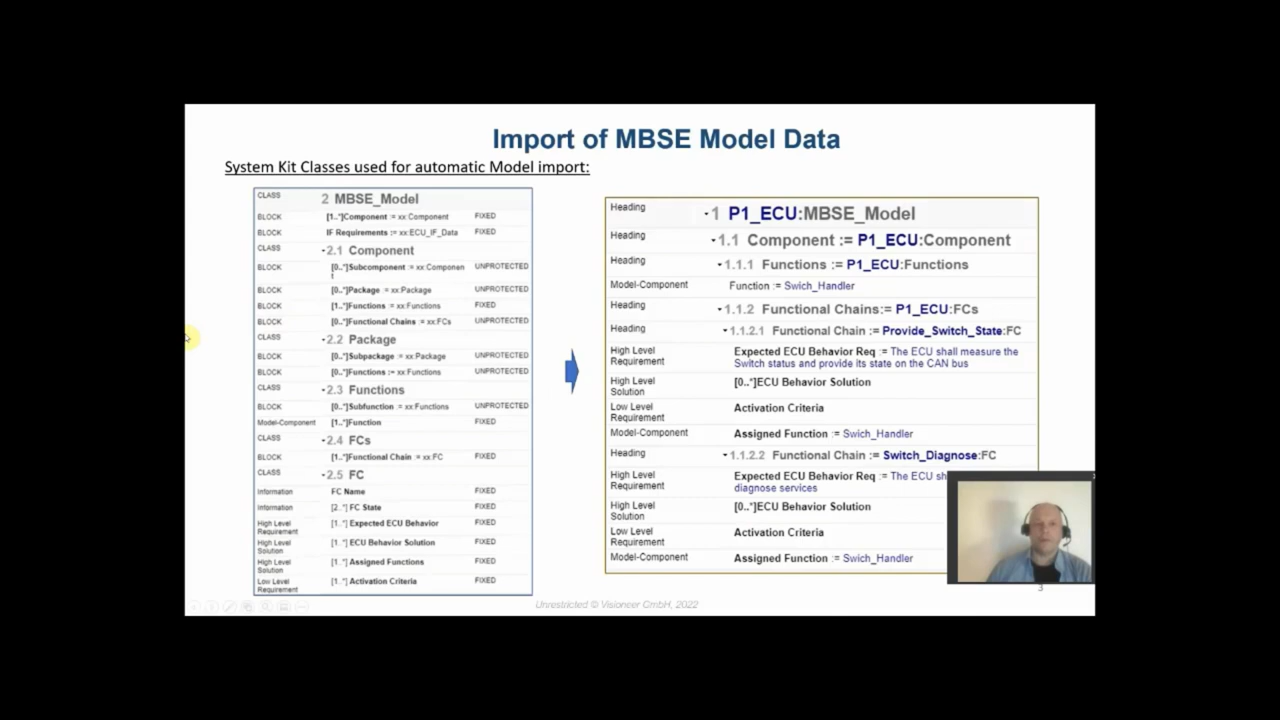 Import of MBSE Model Data
System Kit Classes used for automatic Model import:
CLASS 2 MBSE_Model
BLOCK [1..*]Component := xx:Component FIXED
BLOCK IF Requirements := xx:ECU_IF_Data FIXED
CLASS 2.1 Component
BLOCK [0..*]Subcomponent := xx:Componen UNPROTECTED
t
BLOCK [0..*]Package := xx:Package UNPROTECTED
BLOCK [1..*]Functions := xx:Functions FIXED
BLOCK [0..*]Functional Chains := xx:FCs UNPROTECTED
CLASS 2.2 Package
BLOCK [0..*]Subpackage := xx:Package UNPROTECTED
BLOCK [0..*]Functions := xx:Functions UNPROTECTED
CLASS 2.3 Functions
BLOCK [0..*]Subfunction := xx:Functions UNPROTECTED
Model-Component [1..*]Function FIXED
CLASS 2.4 FCs
BLOCK [1..*]Functional Chain := xx:FC FIXED
CLASS 2.5 FC
Information FC Name FIXED
Information [2..*] FC State FIXED
High Level [1..*] Expected ECU Behavior FIXED
Requirement
High Level [1..*] ECU Behavior Solution FIXED
Solution
High Level [1..*] Assigned Functions FIXED
Solution
Low Level [1..*] Activation Criteria FIXED
Requirement
Heading 1 P1_ECU:MBSE_Model
Heading 1.1 Component := P1_ECU:Component
Heading 1.1.1 Functions := P1_ECU:Functions
Model-Component Function := Swich_Handler
Heading 1.1.2 Functional Chains:= P1_ECU:FCs
Heading 1.1.2.1 Functional Chain := Provide_Switch_State:FC
High Level Expected ECU Behavior Req := The ECU shall measure the
Requirement Switch status and provide its state on the CAN bus
High Level [0..*]ECU Behavior Solution
Solution
Low Level Activation Criteria
Requirement
Model-Component Assigned Function := Swich_Handler
Heading 1.1.2.2 Functional Chain := Switch_Diagnose:FC
High Level Expected ECU Behavior Req := The ECU sh
Requirement diagnose services
High Level [0..*]ECU Behavior Solution
Solution
Low Level Activation Criteria
Requirement
Model-Component Assigned Function := Swich_Handler
Unrestricted © Visioneer GmbH, 2022
3